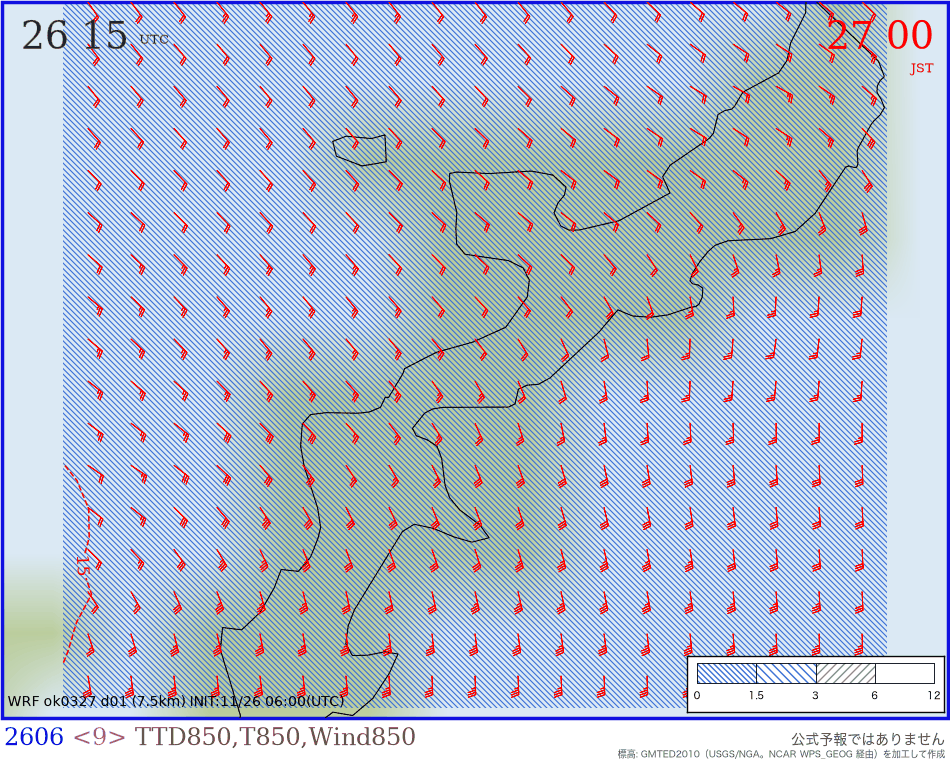 26 15 UTC
27 00
JST
15
WRF ok0327 d01 (7.5km) INIT:11/26 06:00(UTC)
0 1.5 3 6 12
2606 <9> TTD850,T850,Wind850
公式予報ではありません
標高: GMTED2010（USGS/NGA。NCAR WPS_GEOG 経由）を加工して作成